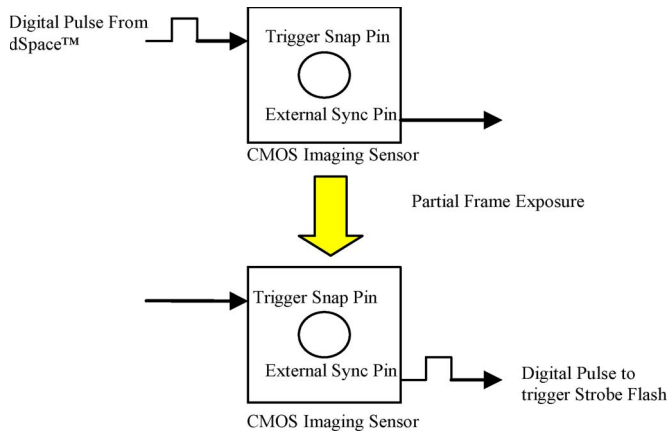 Digital Pulse From
dSpace™
Trigger Snap Pin
External Sync Pin
CMOS Imaging Sensor
Partial Frame Exposure
Trigger Snap Pin
External Sync Pin
Digital Pulse to
trigger Strobe Flash
CMOS Imaging Sensor